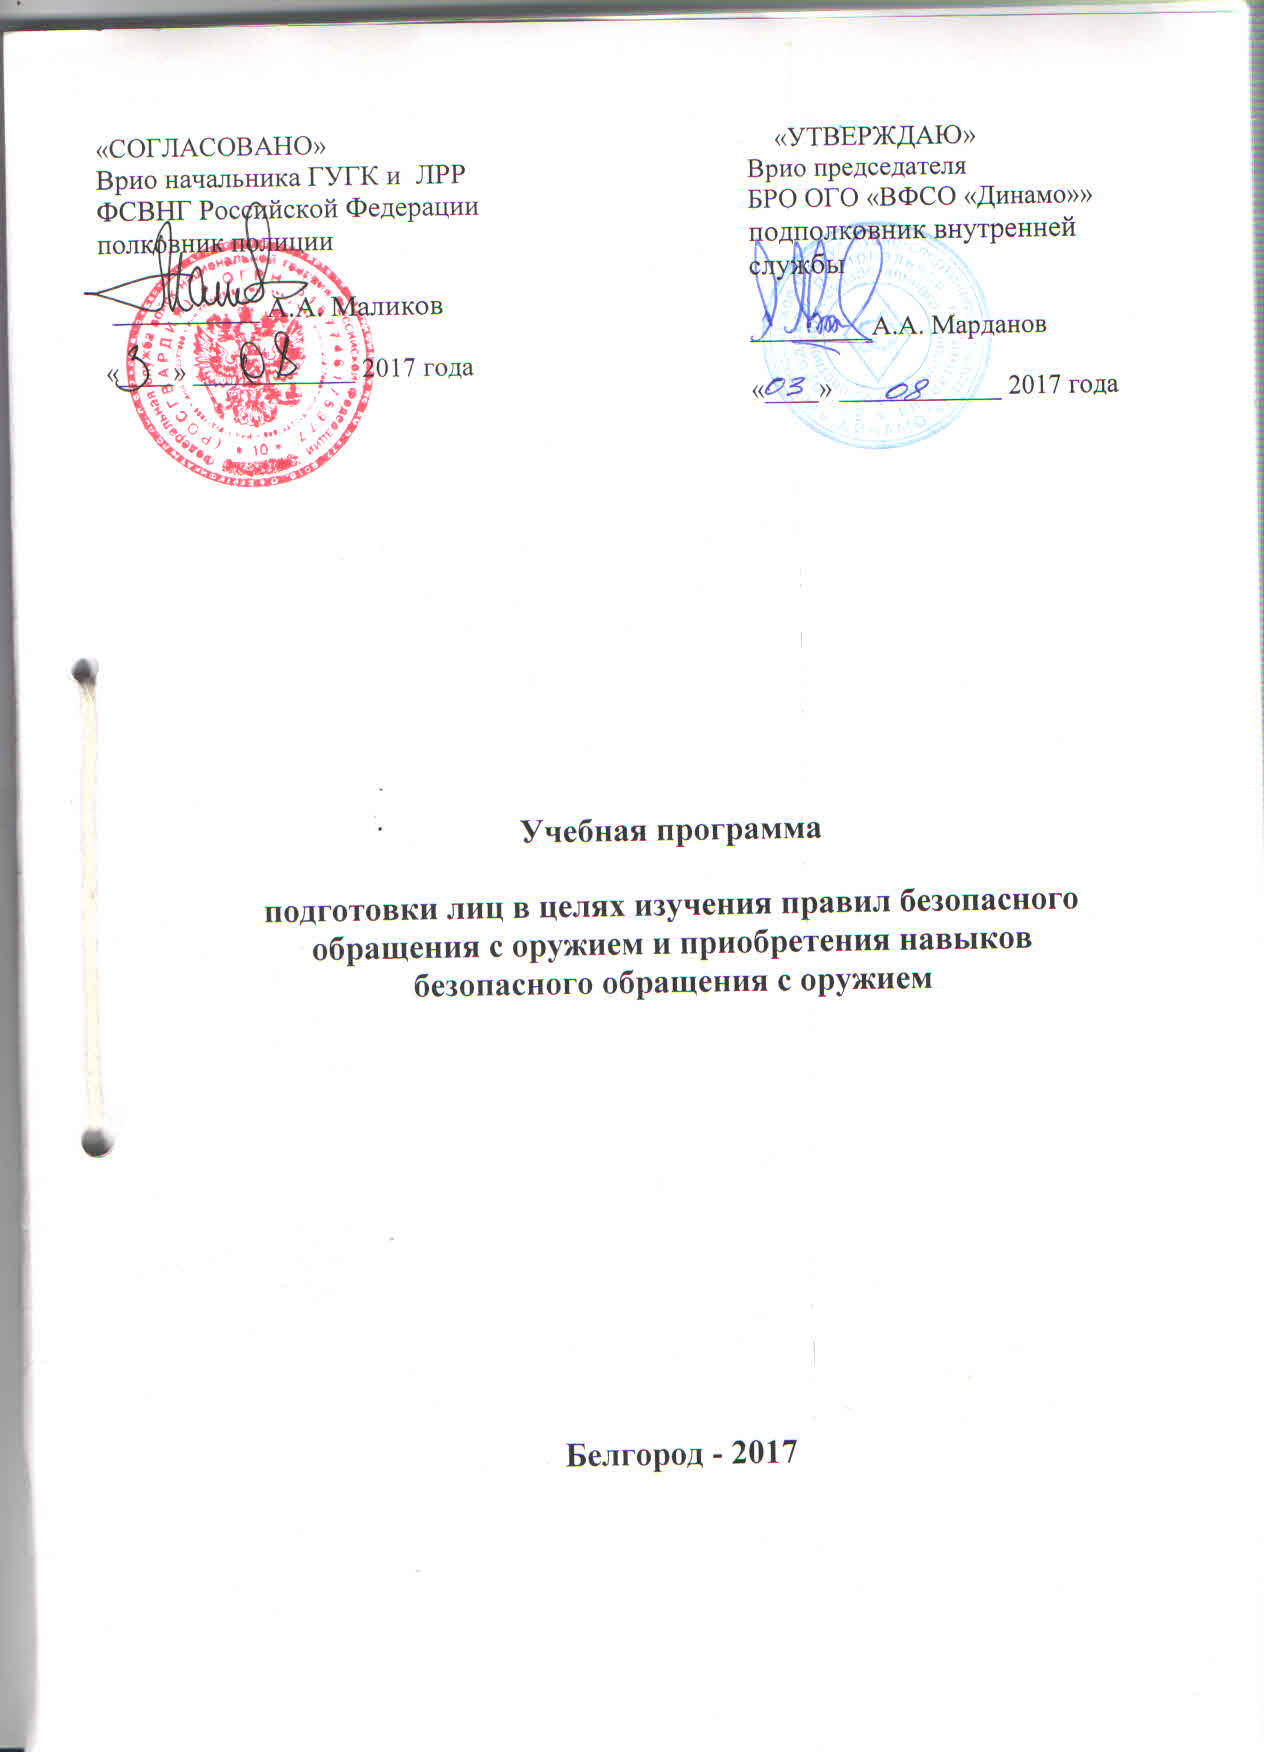 «СОГЛАСОВАНО»
Врио начальника ГУГК и ЛРР
ФСВНГ Российской Федерации
полковник полиции
А.А. Маликов
«3» 08 2017 года
«УТВЕРЖДАЮ»
Врио председателя
БРО ОГО «ВФСО «Динамо»»
подполковник внутренней
службы
А.А. Марданов
«03» 08 2017 года
Учебная программа
подготовки лиц в целях изучения правил безопасного
обращения с оружием и приобретения навыков
безопасного обращения с оружием
Белгород - 2017